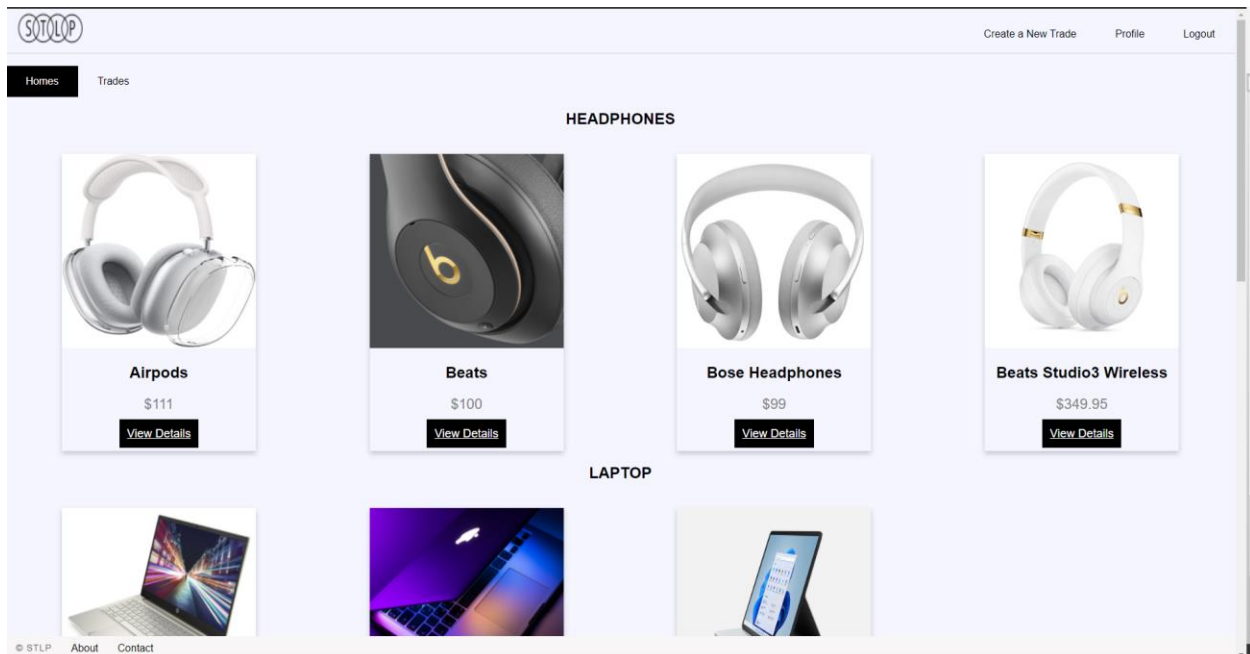 STLP
Create a New Trade Profile Logout
Homes Trades
HEADPHONES
Airpods
$111
View Details
Beats
$100
View Details
Bose Headphones
$99
View Details
Beats Studio3 Wireless
$349.95
View Details
LAPTOP
© STLP About Contact